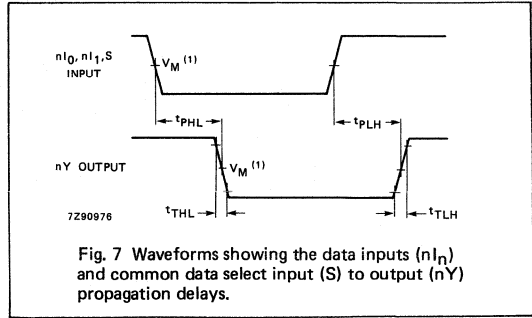 nI0, nI1, S
INPUT
VM (1)
tPHL
tPLH
nY OUTPUT
VM (1)
7Z90976
tTHL
tTLH
Fig. 7 Waveforms showing the data inputs (nIn)
and common data select input (S) to output (nY)
propagation delays.